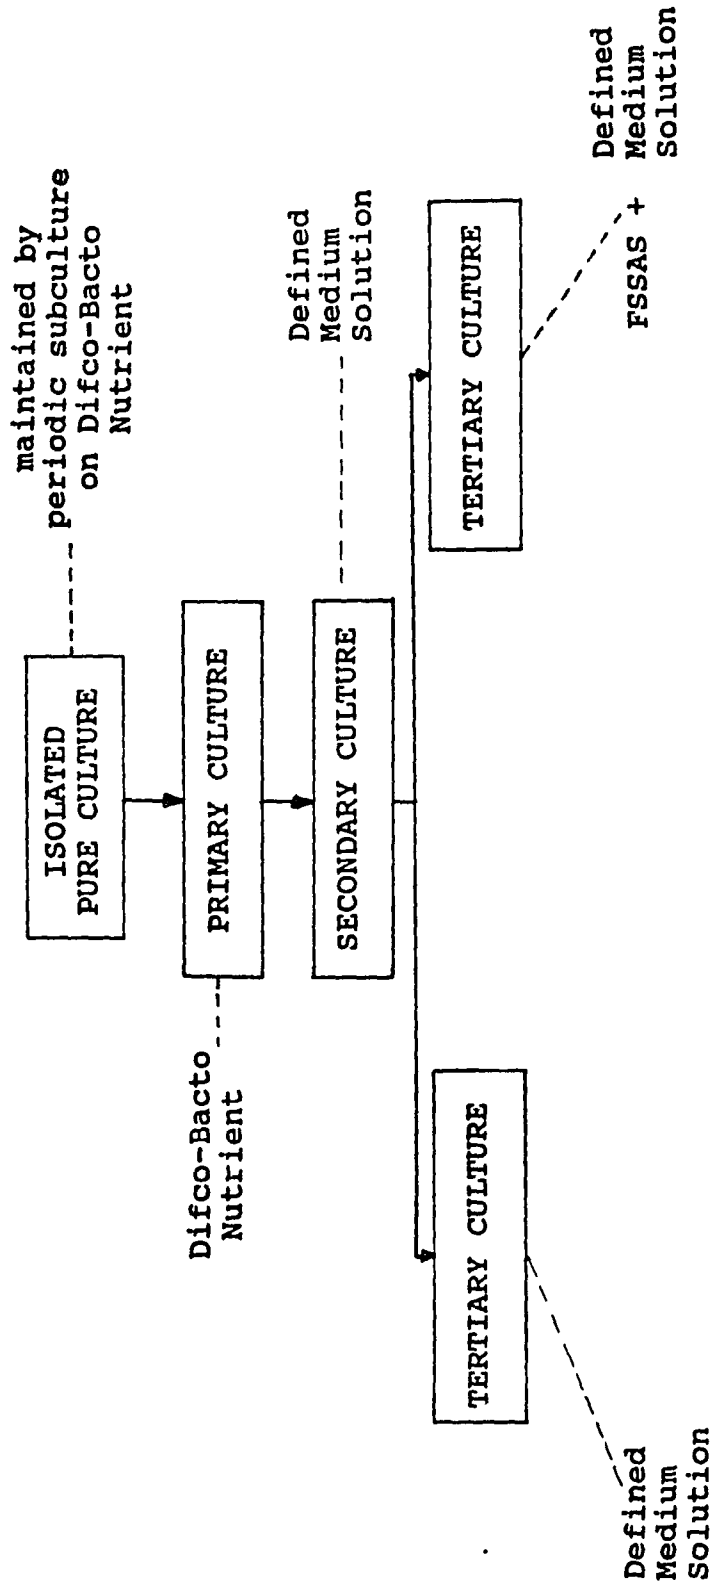 maintained by
periodic subculture
on Difco-Bacto
Nutrient
ISOLATED
PURE CULTURE
Difco-Bacto
Nutrient
PRIMARY CULTURE
SECONDARY CULTURE
Defined
Medium
Solution
TERTIARY CULTURE
TERTIARY CULTURE
Defined
Medium
Solution
FSSAS +
Defined
Medium
Solution